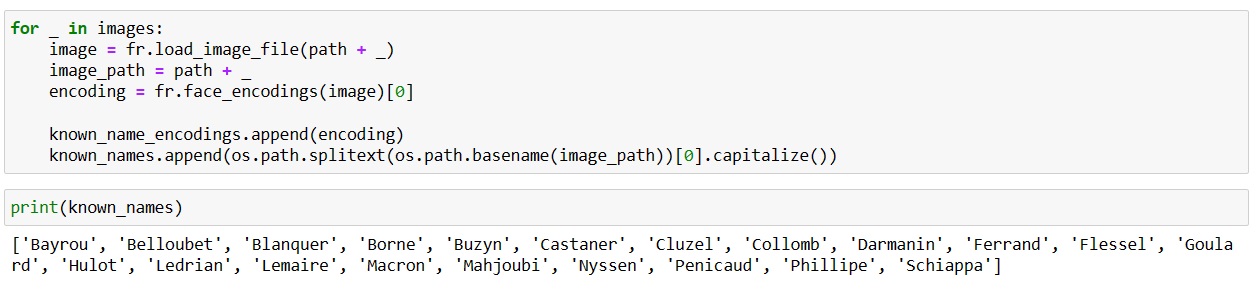 for _ in images:
    image = fr.load_image_file(path + _)
    image_path = path + _
    encoding = fr.face_encodings(image)[0]

    known_name_encodings.append(encoding)
    known_names.append(os.path.splitext(os.path.basename(image_path))[0].capitalize())
print(known_names)
['Bayrou', 'Belloubet', 'Blanquer', 'Borne', 'Buzyn', 'Castaner', 'Cluzel', 'Collomb', 'Darmanin', 'Ferrand', 'Flessel', 'Goula
rd', 'Hulot', 'Ledrian', 'Lemaire', 'Macron', 'Mahjoubi', 'Nyssen', 'Penicaud', 'Phillipe', 'Schiappa']